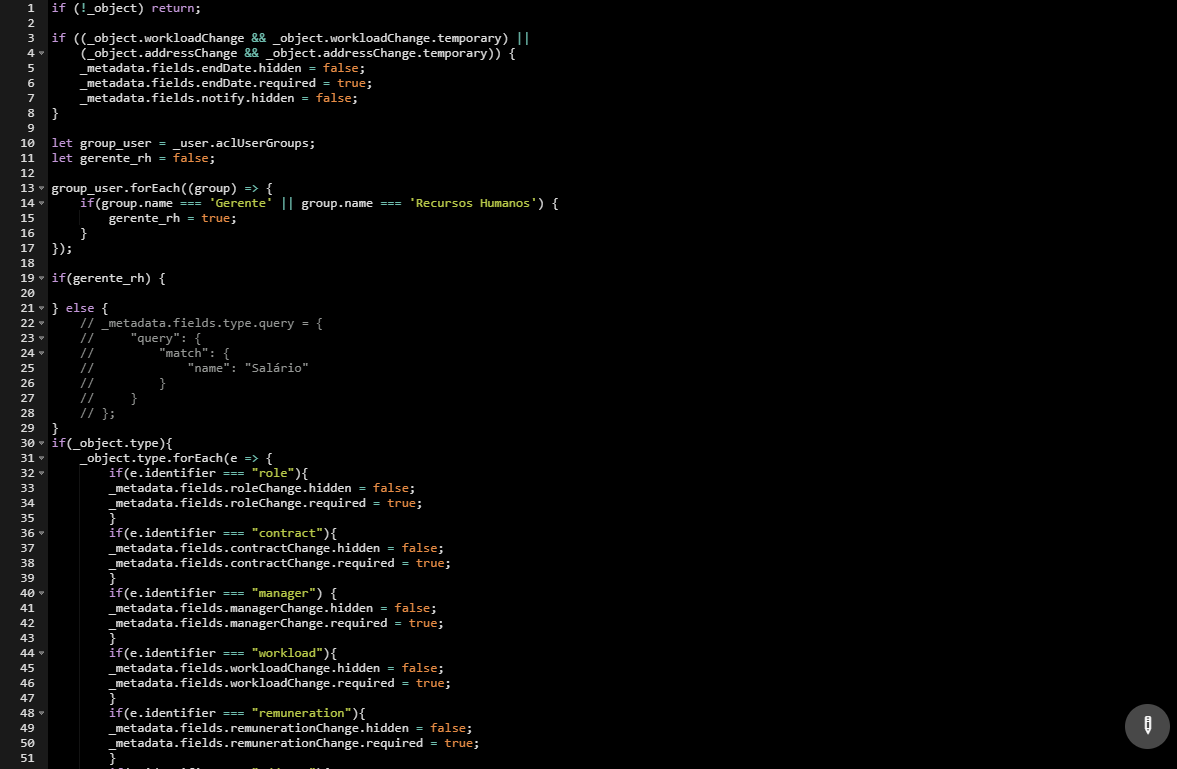 1 if (!_object) return;
2
3 if ((_object.workloadChange && _object.workloadChange.temporary) ||
4     (_object.addressChange && _object.addressChange.temporary)) {
5     _metadata.fields.endDate.hidden = false;
6     _metadata.fields.endDate.required = true;
7     _metadata.fields.notify.hidden = false;
8 }
9
10 let group_user = _user.aclUserGroups;
11 let gerente_rh = false;
12
13 group_user.forEach((group) => {
14     if(group.name === 'Gerente' || group.name === 'Recursos Humanos') {
15         gerente_rh = true;
16     }
17 });
18
19 if(gerente_rh) {
20
21 } else {
22     // _metadata.fields.type.query = {
23     //     "query": {
24     //         "match": {
25     //             "name": "Salário"
26     //         }
27     //     }
28     // };
29 }
30 if(_object.type){
31     _object.type.forEach(e => {
32         if(e.identifier === "role"){
33         _metadata.fields.roleChange.hidden = false;
34         _metadata.fields.roleChange.required = true;
35         }
36         if(e.identifier === "contract"){
37         _metadata.fields.contractChange.hidden = false;
38         _metadata.fields.contractChange.required = true;
39         }
40         if(e.identifier === "manager") {
41         _metadata.fields.managerChange.hidden = false;
42         _metadata.fields.managerChange.required = true;
43         }
44         if(e.identifier === "workload"){
45         _metadata.fields.workloadChange.hidden = false;
46         _metadata.fields.workloadChange.required = true;
47         }
48         if(e.identifier === "remuneration"){
49         _metadata.fields.remunerationChange.hidden = false;
50         _metadata.fields.remunerationChange.required = true;
51         }